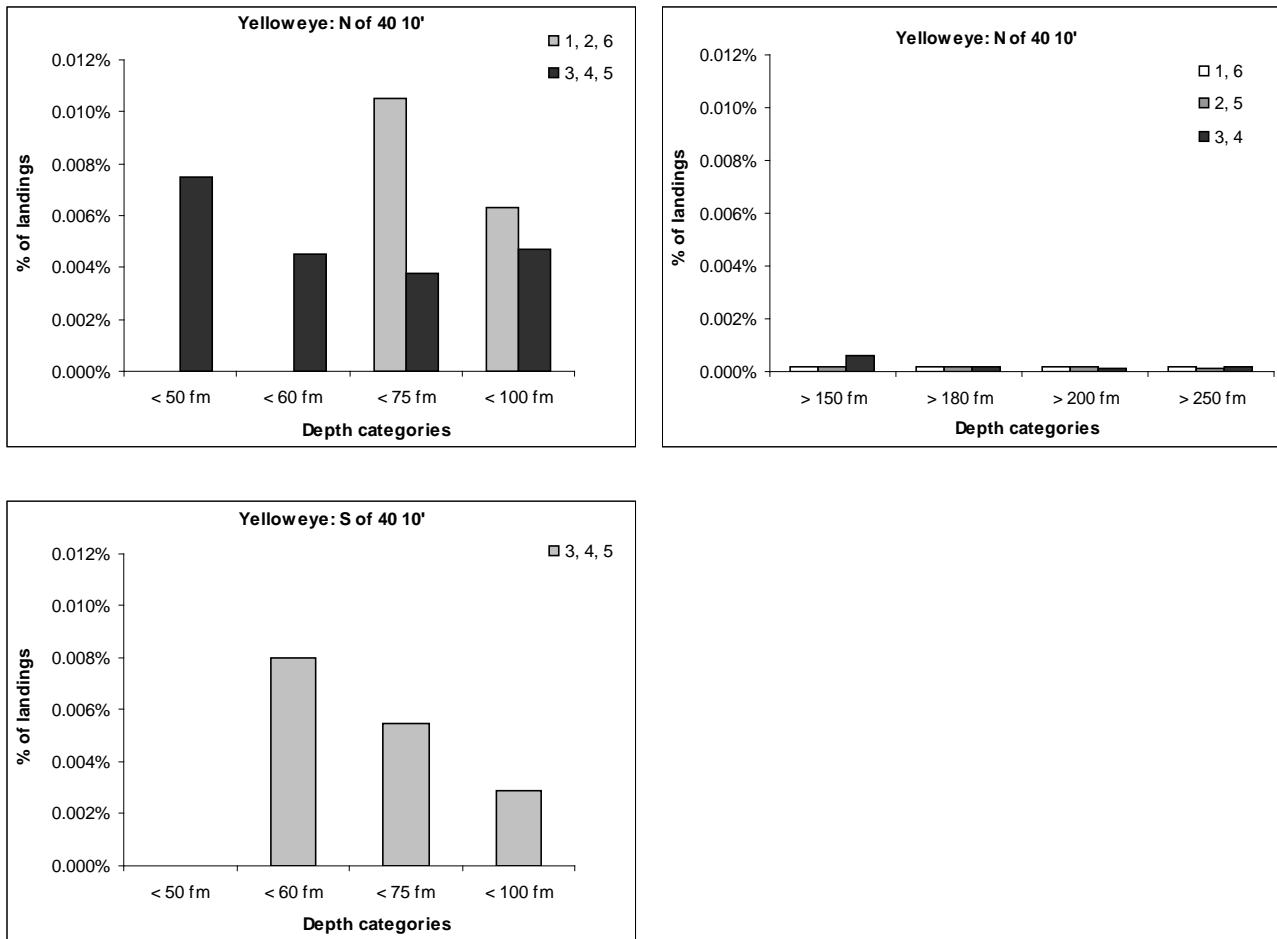 Yelloweye: N of 40 10'
1, 2, 6
3, 4, 5
0.012%
0.010%
0.008%
0.006%
0.004%
0.002%
0.000%
% of landings
< 50 fm < 60 fm < 75 fm < 100 fm
Depth categories
Yelloweye: N of 40 10'
1, 6
2, 5
3, 4
0.012%
0.010%
0.008%
0.006%
0.004%
0.002%
0.000%
% of landings
> 150 fm > 180 fm > 200 fm > 250 fm
Depth categories
Yelloweye: S of 40 10'
3, 4, 5
0.012%
0.010%
0.008%
0.006%
0.004%
0.002%
0.000%
% of landings
< 50 fm < 60 fm < 75 fm < 100 fm
Depth categories